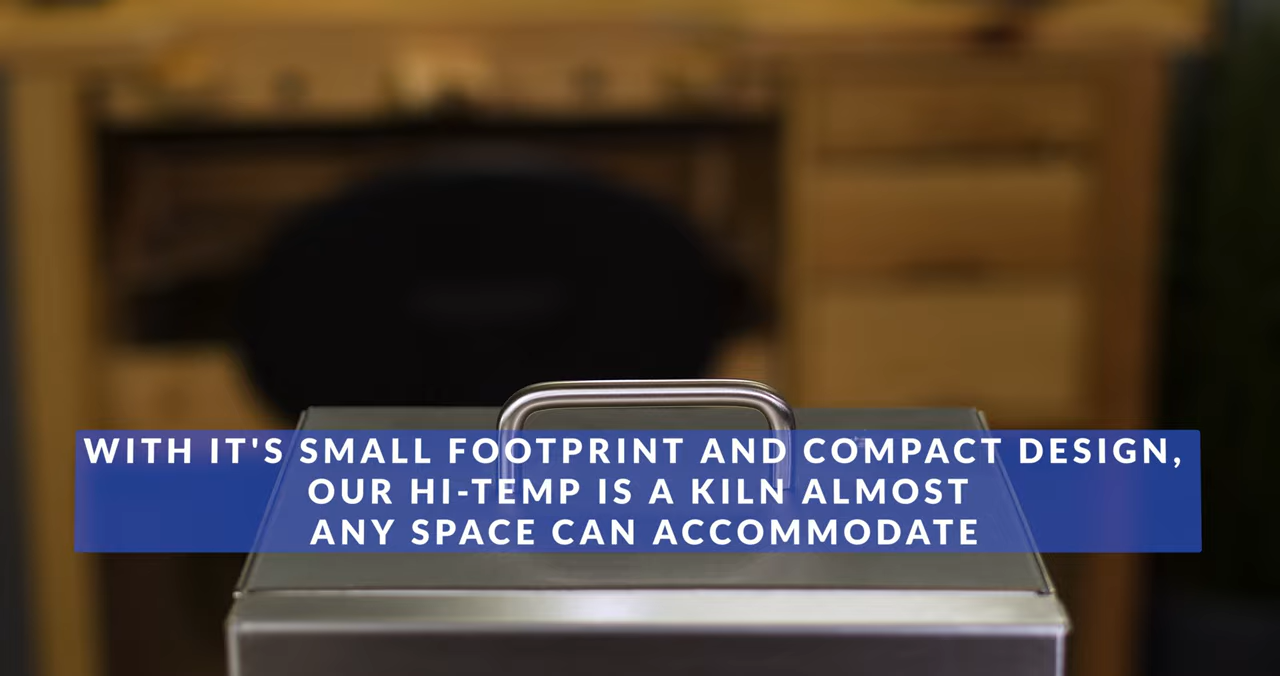 WITH IT'S SMALL FOOTPRINT AND COMPACT DESIGN,
OUR HI-TEMP IS A KILN ALMOST
ANY SPACE CAN ACCOMMODATE